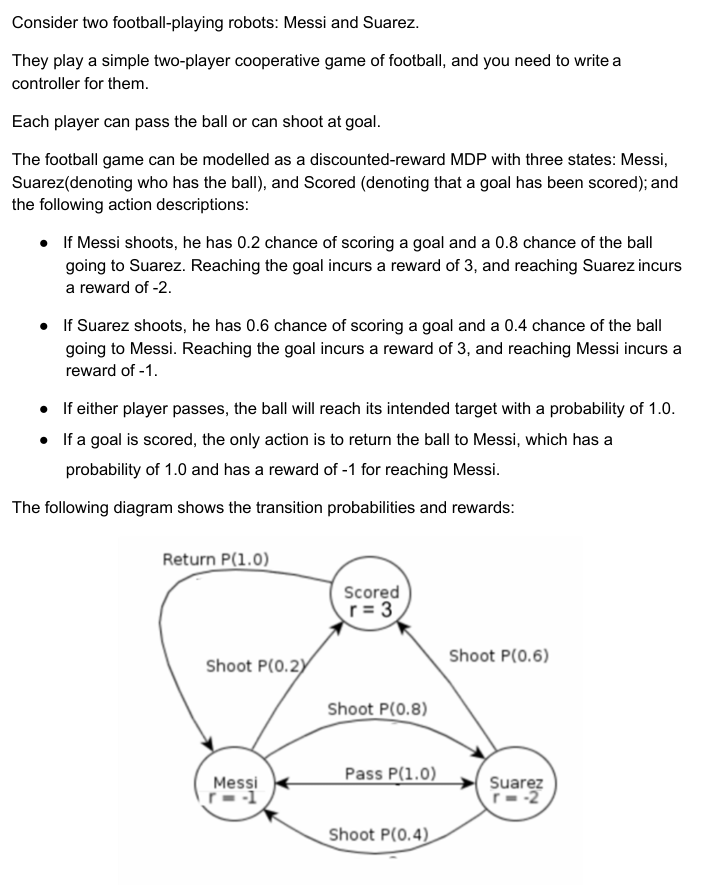 Consider two football-playing robots: Messi and Suarez.
They play a simple two-player cooperative game of football, and you need to write a
controller for them.
Each player can pass the ball or can shoot at goal.
The football game can be modelled as a discounted-reward MDP with three states: Messi,
Suarez(denoting who has the ball), and Scored (denoting that a goal has been scored); and
the following action descriptions:
● If Messi shoots, he has 0.2 chance of scoring a goal and a 0.8 chance of the ball
going to Suarez. Reaching the goal incurs a reward of 3, and reaching Suarez incurs
a reward of -2.
● If Suarez shoots, he has 0.6 chance of scoring a goal and a 0.4 chance of the ball
going to Messi. Reaching the goal incurs a reward of 3, and reaching Messi incurs a
reward of -1.
● If either player passes, the ball will reach its intended target with a probability of 1.0.
● If a goal is scored, the only action is to return the ball to Messi, which has a
probability of 1.0 and has a reward of -1 for reaching Messi.
The following diagram shows the transition probabilities and rewards:
Return P(1.0)
Scored
r = 3
Shoot P(0.2)
Shoot P(0.6)
Shoot P(0.8)
Pass P(1.0)
Messi
r = -1
Suarez
r = -2
Shoot P(0.4)